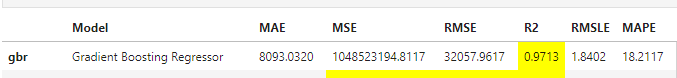 Model MAE MSE RMSE R2 RMSLE MAPE
gbr Gradient Boosting Regressor 8093.0320 1048523194.8117 32057.9617 0.9713 1.8402 18.2117